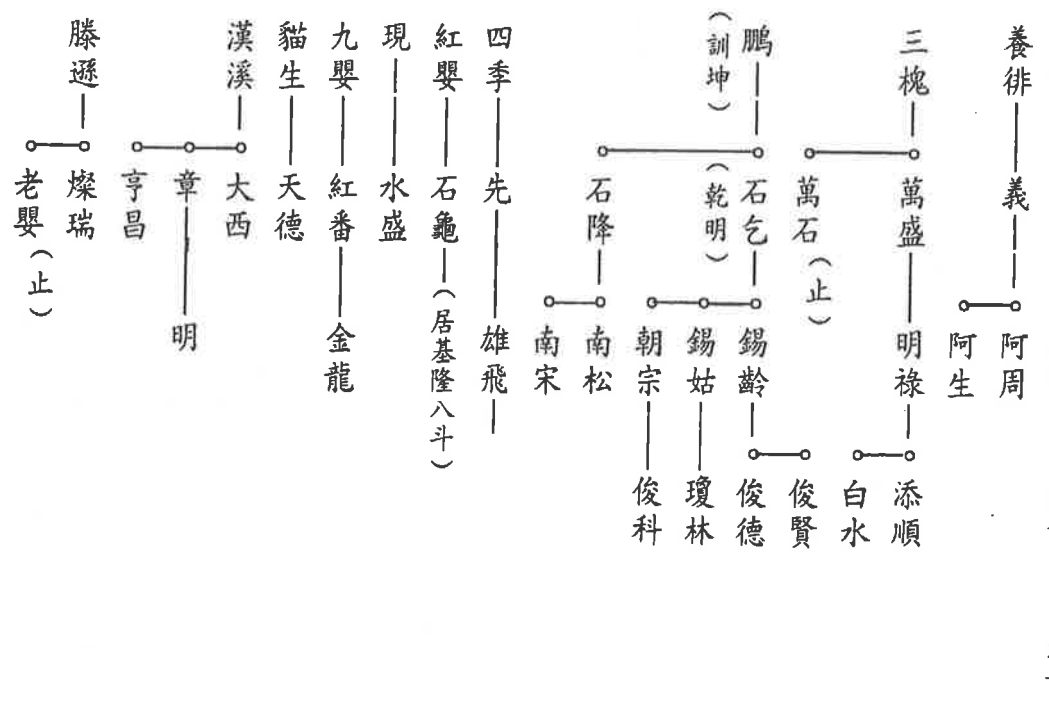 養徘
義
阿周
阿生
三槐
萬盛
萬石(止)
明祿
添順
白水
鵬
(訓坤)
石乞
(乾明)
石降
錫齡
錫姑
朝宗
南松
南宋
俊賢
俊德
瓊林
俊科
四季
先
雄飛
紅嬰
石龜
(居基隆八斗)
現
水盛
九嬰
紅番
金龍
貓生
天德
漢溪
大西
章
亨昌
明
滕遜
燦瑞
老嬰(止)